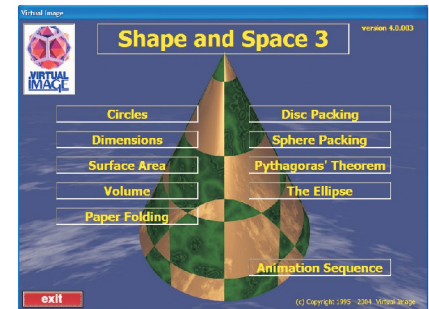 Virtual Image
Shape and Space 3
version 4.0.003
VIRTUAL
IMAGE
Circles
Dimensions
Surface Area
Volume
Paper Folding
Disc Packing
Sphere Packing
Pythagoras' Theorem
The Ellipse
Animation Sequence
exit
(c) Copyright 1995 - 2004 Virtual Image